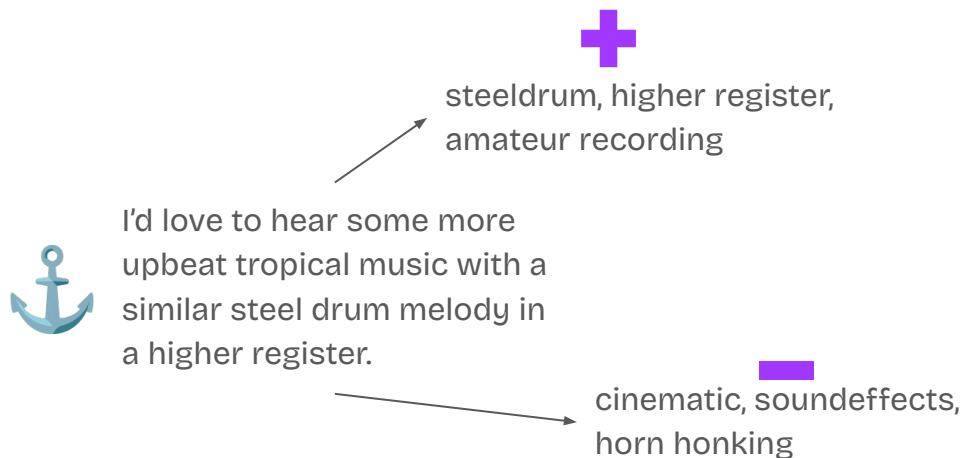 steeldrum, higher register,
amateur recording
I’d love to hear some more
upbeat tropical music with a
similar steel drum melody in
a higher register.
cinematic, soundeffects,
horn honking